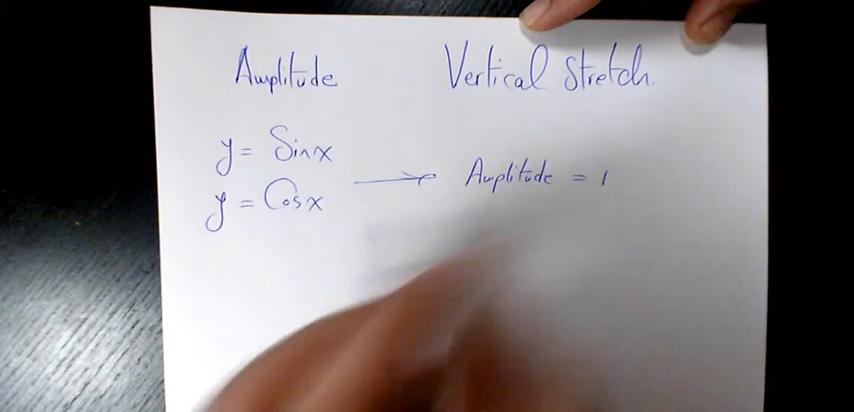 Amplitude Vertical Stretch.
y = Sinx
y = Cosx → Amplitude = 1